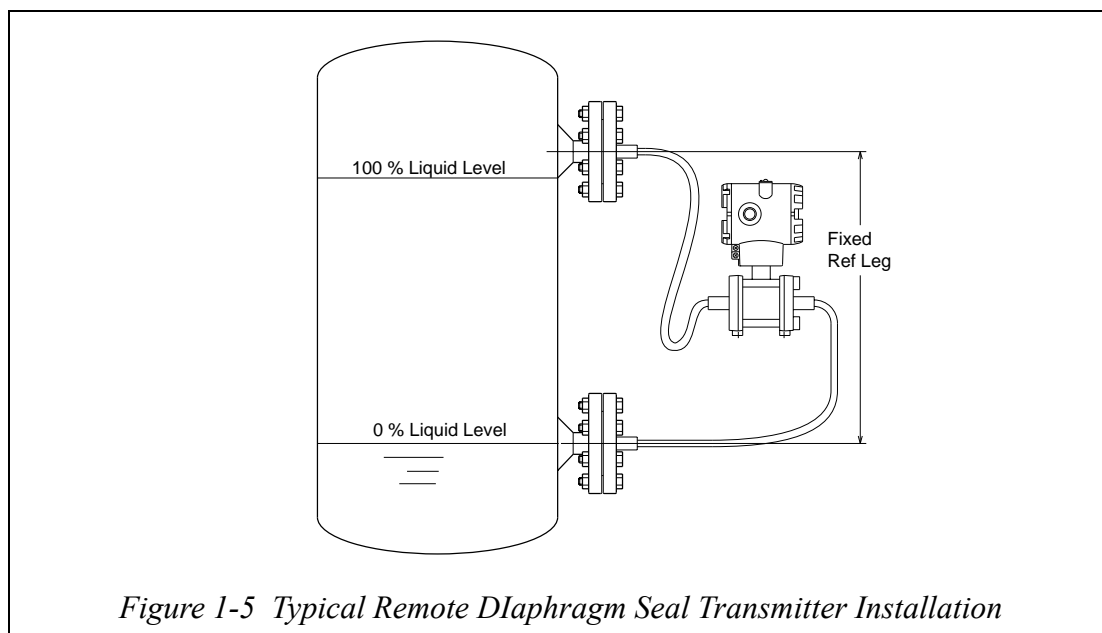 100 % Liquid Level
Fixed
Ref Leg
0 % Liquid Level
Figure 1-5 Typical Remote DIaphragm Seal Transmitter Installation